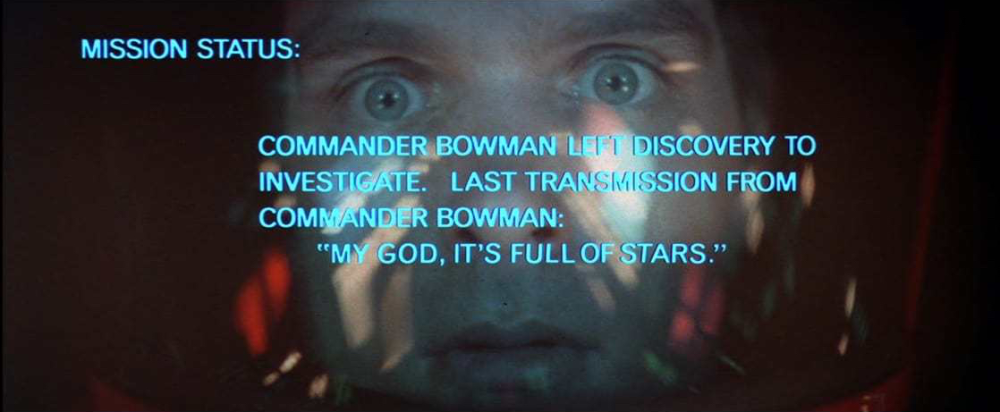 MISSION STATUS:
COMMANDER BOWMAN LEFT DISCOVERY TO
INVESTIGATE. LAST TRANSMISSION FROM
COMMANDER BOWMAN:
"MY GOD, IT'S FULL OF STARS."